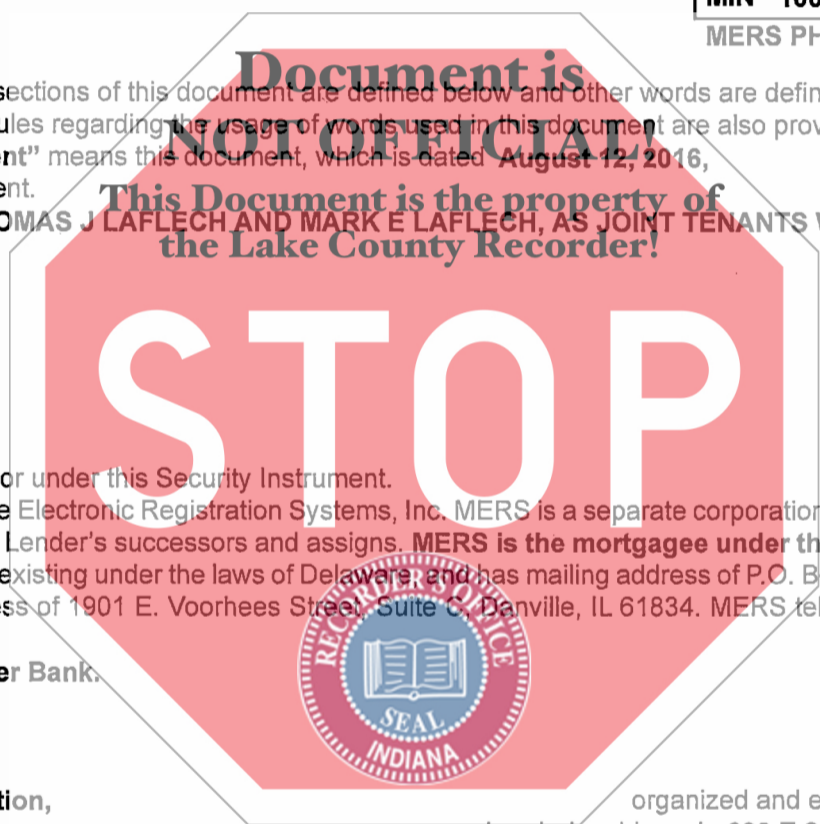 MIN 100
MERS PH
Document is
sections of this document are defined below and other words are defin
ules regarding the usage of words used in this document are also prov
NOT OFFICIAL!
nt” means this document, which is dated August 12, 2016,
ent.
This Document is the property of
OMAS J LAFLECH AND MARK E LAFLECH, AS JOINT TENANTS
the Lake County Recorder!
STOP
or under this Security Instrument.
e Electronic Registration Systems, Inc. MERS is a separate corporation
Lender's successors and assigns. MERS is the mortgagee under th
existing under the laws of Delaware, and has mailing address of P.O. B
ss of 1901 E. Voorhees Street, Suite C, Danville, IL 61834. MERS tel
RECORDER'S OFFICE
er Bank.
SEAL
INDIANA
tion,
organized and e